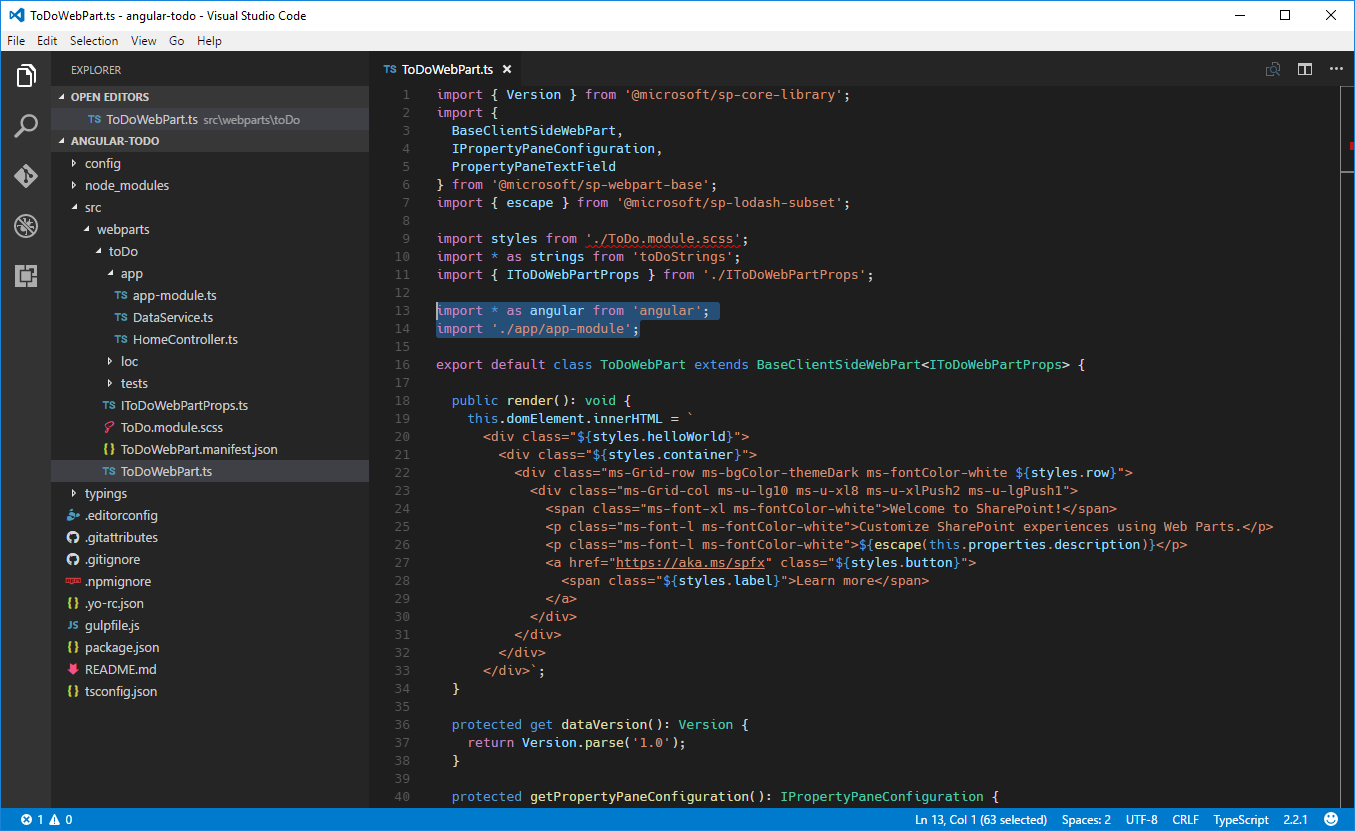 ToDoWebPart.ts - angular-todo - Visual Studio Code
File Edit Selection View Go Help
EXPLORER
OPEN EDITORS
TS ToDoWebPart.ts src\webparts\toDo
ANGULAR-TODO
config
node_modules
src
webparts
toDo
app
TS app-module.ts
TS DataService.ts
TS HomeController.ts
loc
tests
TS IToDoWebPartProps.ts
ToDo.module.scss
{} ToDoWebPart.manifest.json
TS ToDoWebPart.ts
typings
.editorconfig
.gitattributes
.gitignore
npm .npmignore
{} .yo-rc.json
JS gulpfile.js
{} package.json
README.md
{} tsconfig.json
TS ToDoWebPart.ts
1 import { Version } from '@microsoft/sp-core-library';
2 import {
3   BaseClientSideWebPart,
4   IPropertyPaneConfiguration,
5   PropertyPaneTextField
6 } from '@microsoft/sp-webpart-base';
7 import { escape } from '@microsoft/sp-lodash-subset';
8
9 import styles from './ToDo.module.scss';
10 import * as strings from 'toDoStrings';
11 import { IToDoWebPartProps } from './IToDoWebPartProps';
12
13 import * as angular from 'angular';
14 import './app/app-module';
15
16 export default class ToDoWebPart extends BaseClientSideWebPart<IToDoWebPartProps> {
17
18   public render(): void {
19     this.domElement.innerHTML = `
20       <div class="${styles.helloWorld}">
21         <div class="${styles.container}">
22           <div class="ms-Grid-row ms-bgColor-themeDark ms-fontColor-white ${styles.row}">
23             <div class="ms-Grid-col ms-u-lg10 ms-u-xl8 ms-u-xlPush2 ms-u-lgPush1">
24               <span class="ms-font-xl ms-fontColor-white">Welcome to SharePoint!</span>
25               <p class="ms-font-l ms-fontColor-white">Customize SharePoint experiences using Web Parts.</p>
26               <p class="ms-font-l ms-fontColor-white">${escape(this.properties.description)}</p>
27               <a href="https://aka.ms/spfx" class="${styles.button}">
28                 <span class="${styles.label}">Learn more</span>
29               </a>
30             </div>
31           </div>
32         </div>
33       </div>`;
34   }
35
36   protected get dataVersion(): Version {
37     return Version.parse('1.0');
38   }
39
40   protected getPropertyPaneConfiguration(): IPropertyPaneConfiguration {
1 0 Ln 13, Col 1 (63 selected) Spaces: 2 UTF-8 CRLF TypeScript 2.2.1